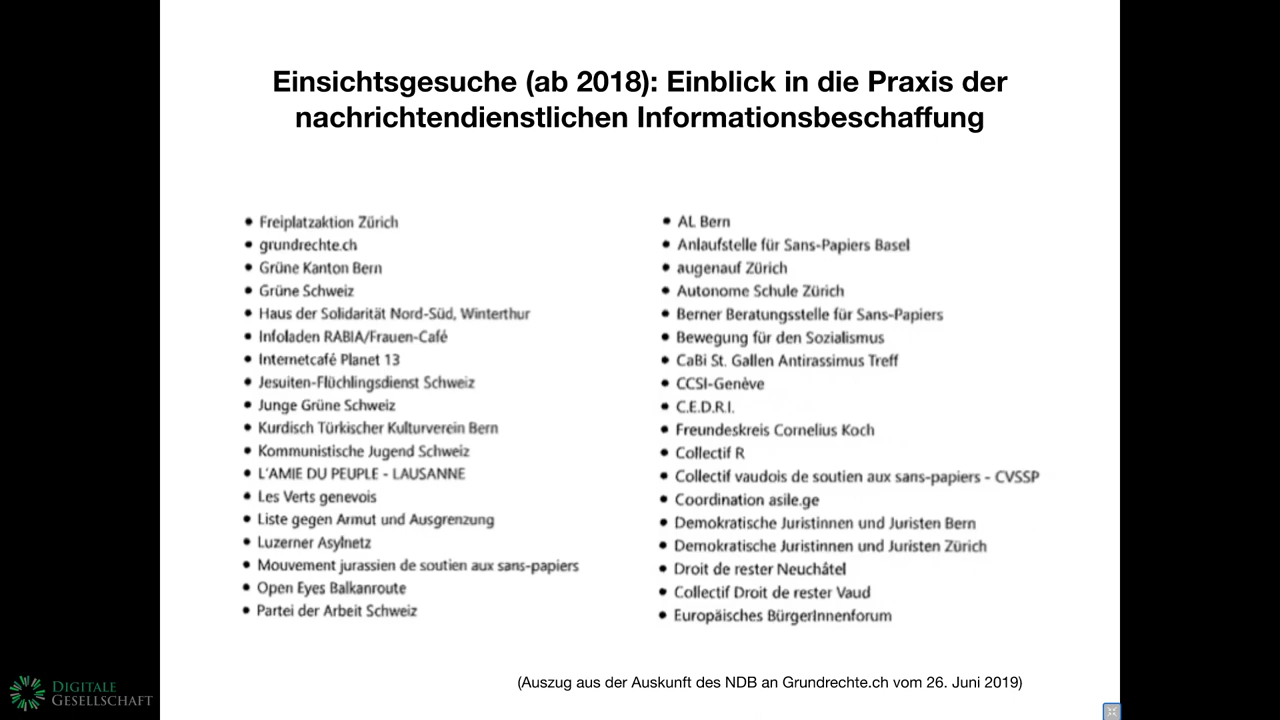 Einsichtsgesuche (ab 2018): Einblick in die Praxis der
nachrichtendienstlichen Informationsbeschaffung
• Freiplatzaktion Zürich
• grundrechte.ch
• Grüne Kanton Bern
• Grüne Schweiz
• Haus der Solidarität Nord-Süd, Winterthur
• Infoladen RABIA/Frauen-Café
• Internetcafé Planet 13
• Jesuiten-Flüchlingsdienst Schweiz
• Junge Grüne Schweiz
• Kurdisch Türkischer Kulturverein Bern
• Kommunistische Jugend Schweiz
• L'AMIE DU PEUPLE - LAUSANNE
• Les Verts genevois
• Liste gegen Armut und Ausgrenzung
• Luzerner Asylnetz
• Mouvement jurassien de soutien aux sans-papiers
• Open Eyes Balkanroute
• Partei der Arbeit Schweiz
• AL Bern
• Anlaufstelle für Sans-Papiers Basel
• augenauf Zürich
• Autonome Schule Zürich
• Berner Beratungsstelle für Sans-Papiers
• Bewegung für den Sozialismus
• CaBi St. Gallen Antirassimus Treff
• CCSI-Genève
• C.E.D.R.I.
• Freundeskreis Cornelius Koch
• Collectif R
• Collectif vaudois de soutien aux sans-papiers - CVSSP
• Coordination asile.ge
• Demokratische Juristinnen und Juristen Bern
• Demokratische Juristinnen und Juristen Zürich
• Droit de rester Neuchâtel
• Collectif Droit de rester Vaud
• Europäisches BürgerInnenforum
(Auszug aus der Auskunft des NDB an Grundrechte.ch vom 26. Juni 2019)
DIGITALE
GESELLSCHAFT